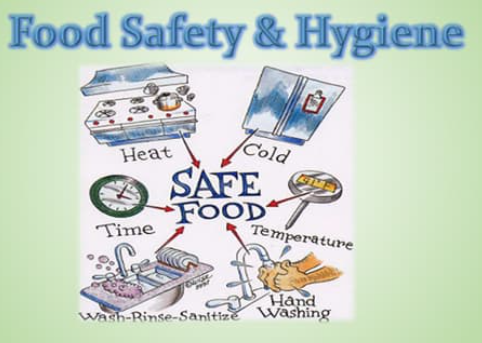 Food Safety & Hygiene
Heat
Cold
SAFE
FOOD
Time
Temperature
Wash-Rinse-Sanitize
Hand
Washing